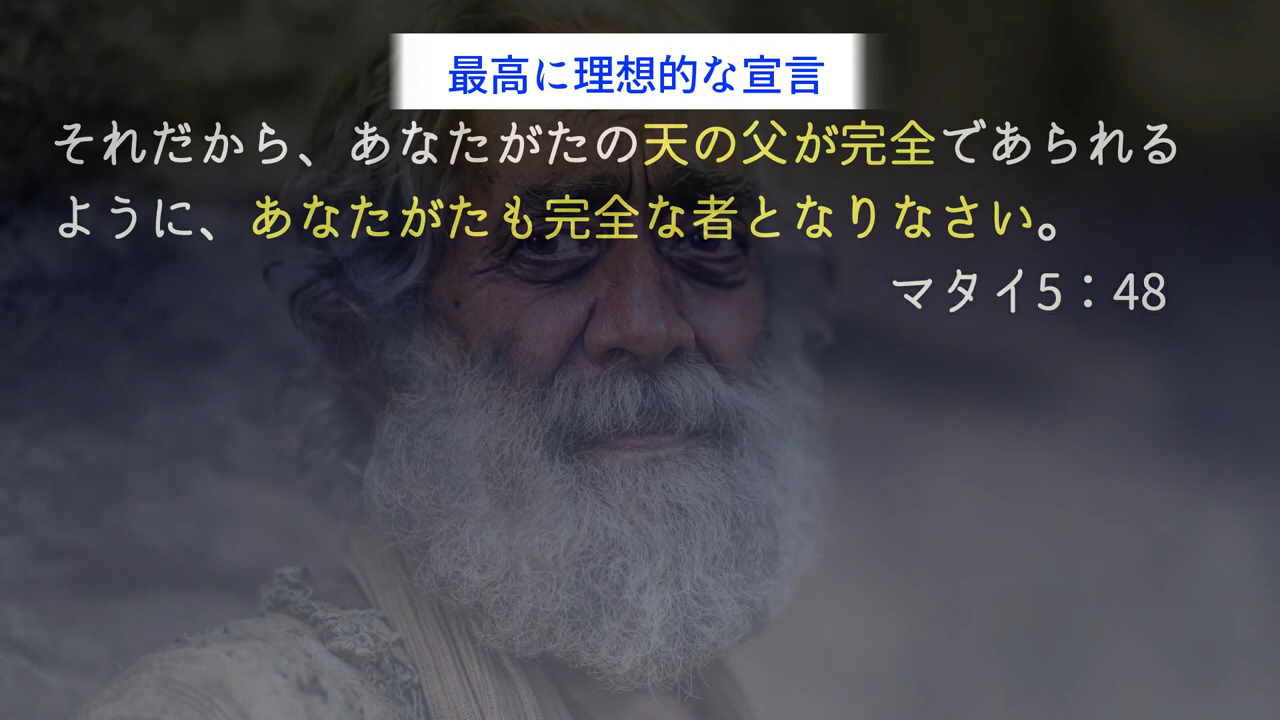 最高に理想的な宣言
それだから、あなたがたの天の父が完全であられる
ように、あなたがたも完全な者となりなさい。
マタイ5：48